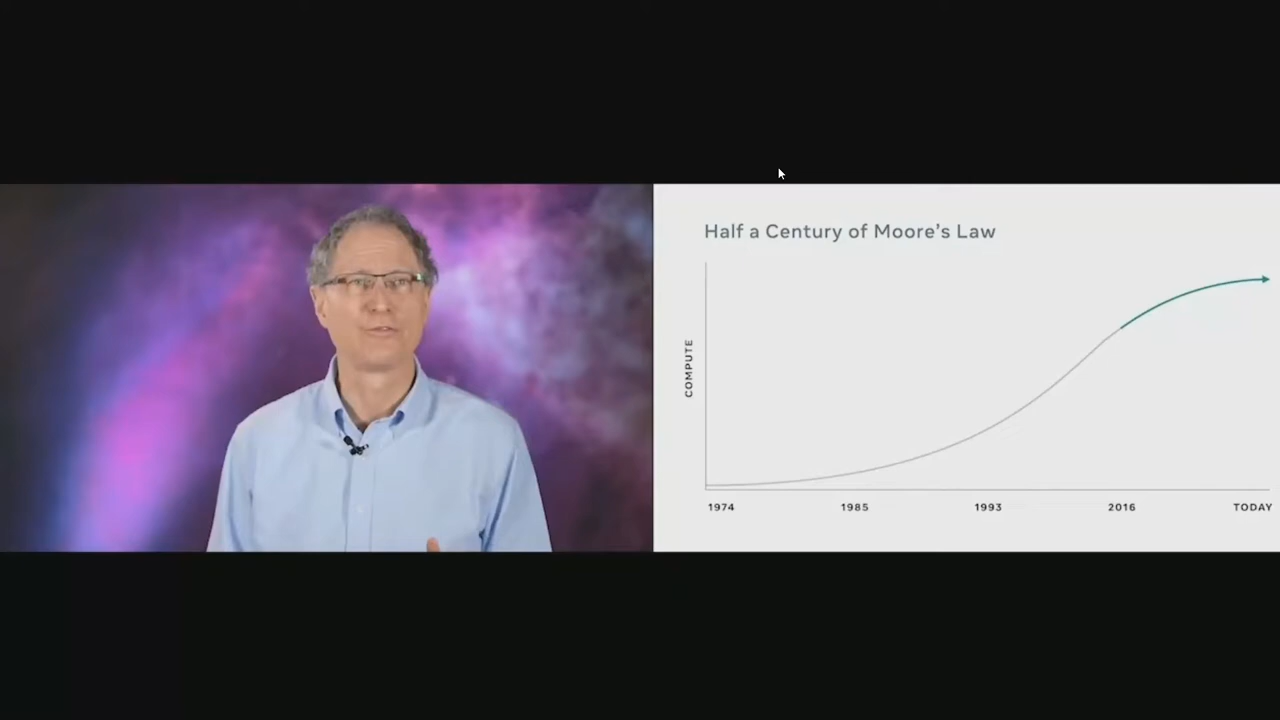 Half a Century of Moore's Law
COMPUTE
1974
1985
1993
2016
TODAY